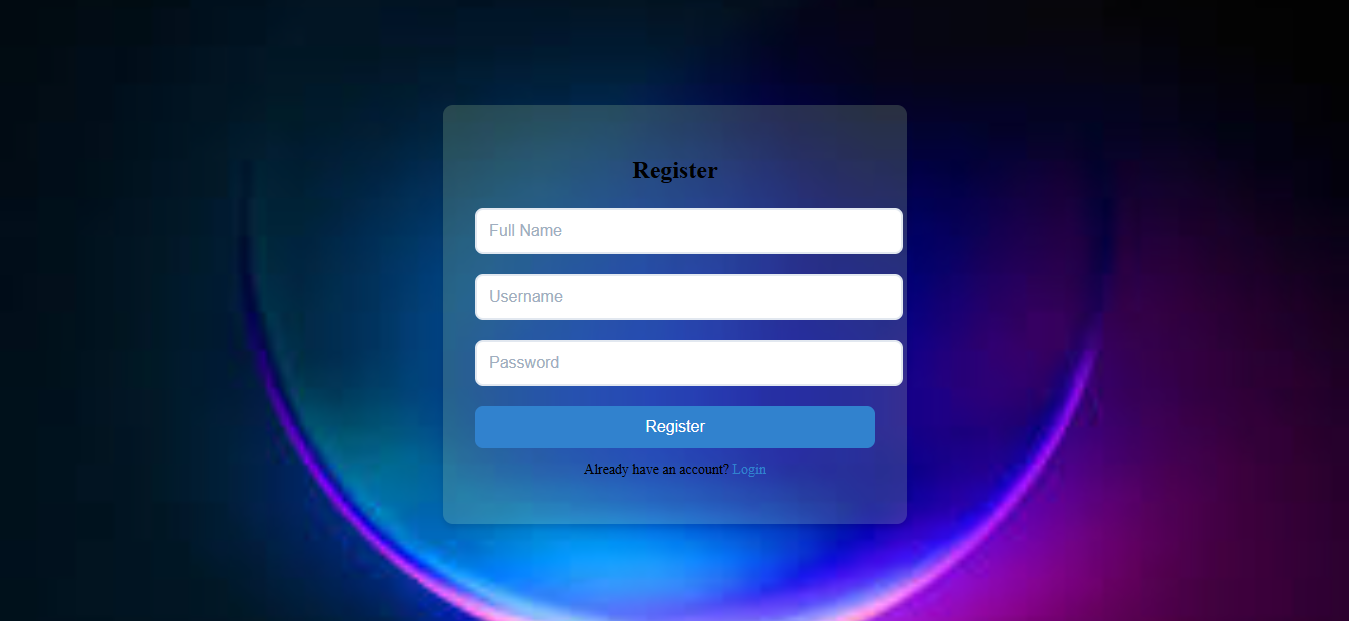 Register
Full Name
Username
Password
Register
Already have an account? Login